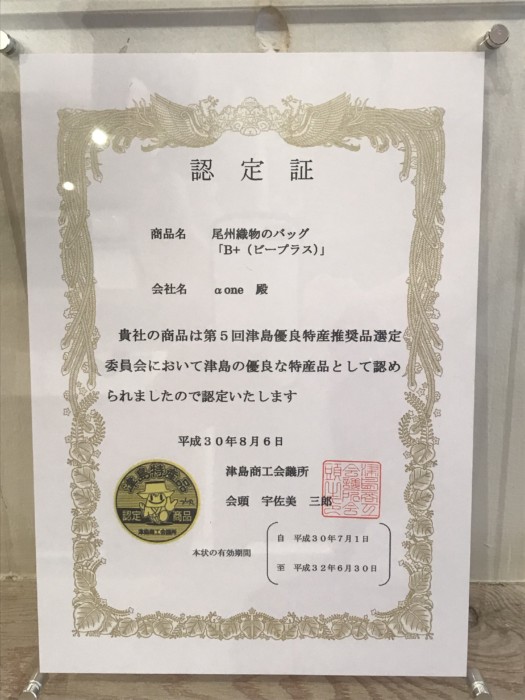 認定証
商品名 尾州織物のバッグ
「B+（ビープラス）」
会社名 αone 殿
貴社の商品は第５回津島優良特産推奨品選定
委員会において津島の優良な特産品として認め
られましたので認定いたします
平成３０年８月６日
津島商工会議所
会頭 宇佐美 三郎
津島特産品
認定 商品
津島商工会議所
本状の有効期間
自 平成３０年７月１日
至 平成３２年６月３０日